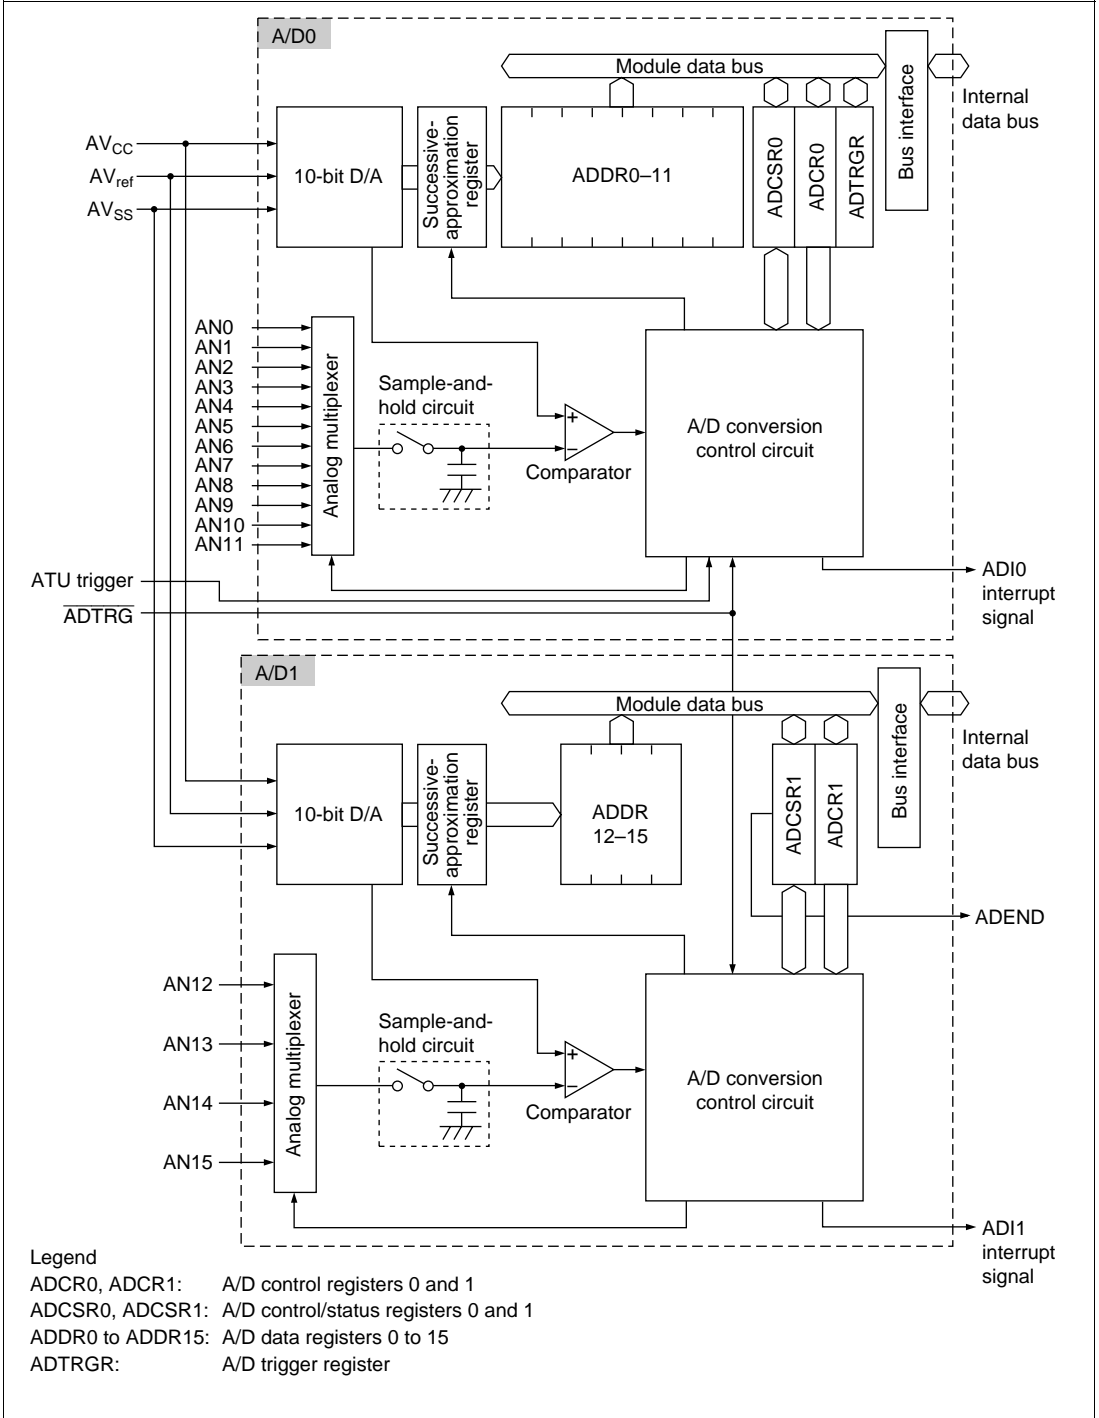 A/D0
Module data bus
Bus interface
Internal
data bus
AVCC
AVref
AVSS
10-bit D/A
Successive-
approximation
register
ADDR0–11
ADCSR0
ADCR0
ADTRGR
AN0
AN1
AN2
AN3
AN4
AN5
AN6
AN7
AN8
AN9
AN10
AN11
Analog multiplexer
Sample-and-
hold circuit
+
–
Comparator
A/D conversion
control circuit
ATU trigger
ADTRG
ADI0
interrupt
signal
A/D1
Module data bus
Bus interface
Internal
data bus
10-bit D/A
Successive-
approximation
register
ADDR
12–15
ADCSR1
ADCR1
ADEND
AN12
AN13
AN14
AN15
Analog multiplexer
Sample-and-
hold circuit
+
–
Comparator
A/D conversion
control circuit
ADI1
interrupt
signal
Legend
ADCR0, ADCR1: A/D control registers 0 and 1
ADCSR0, ADCSR1: A/D control/status registers 0 and 1
ADDR0 to ADDR15: A/D data registers 0 to 15
ADTRGR: A/D trigger register